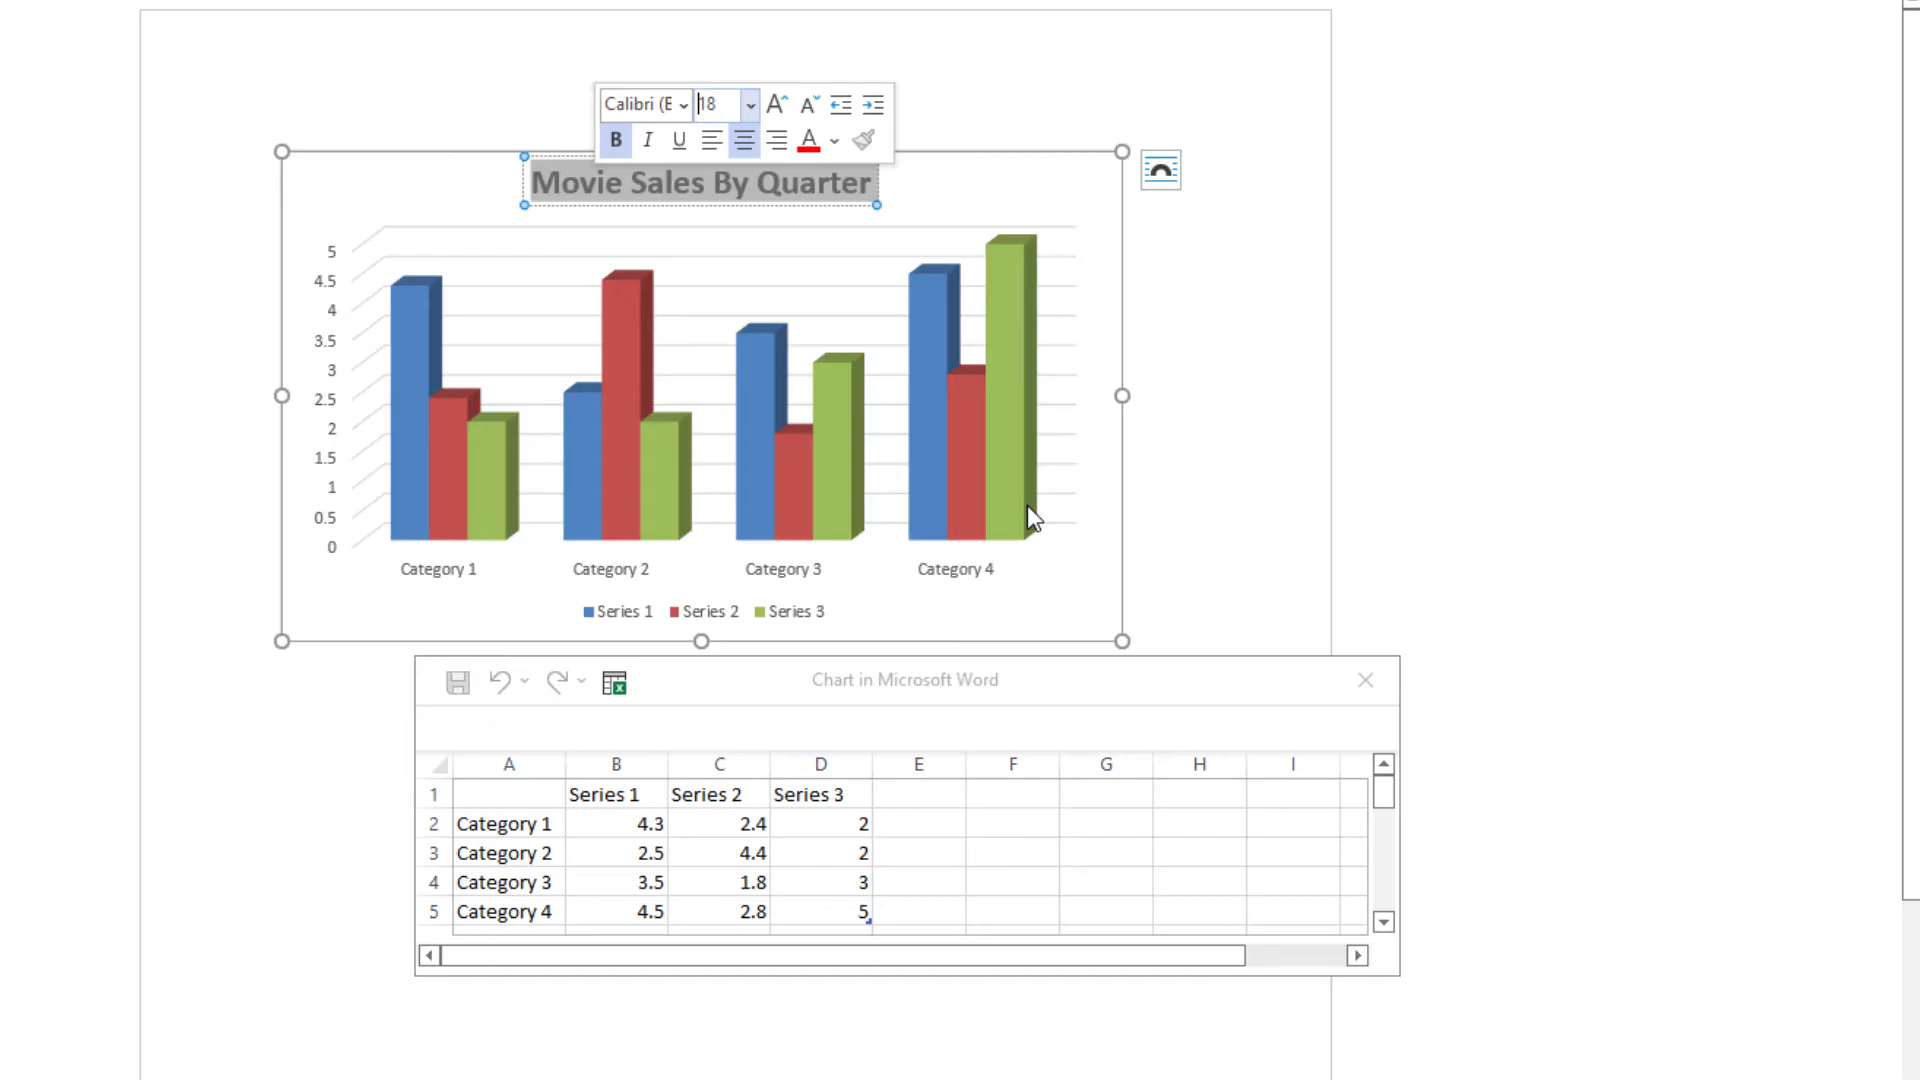 Calibri (E 18
B I U A
Movie Sales By Quarter
5
4.5
4
3.5
3
2.5
2
1.5
1
0.5
0
Category 1 Category 2 Category 3 Category 4
Series 1 Series 2 Series 3
Chart in Microsoft Word
A B C D E F G H I
1 Series 1 Series 2 Series 3
2 Category 1 4.3 2.4 2
3 Category 2 2.5 4.4 2
4 Category 3 3.5 1.8 3
5 Category 4 4.5 2.8 5